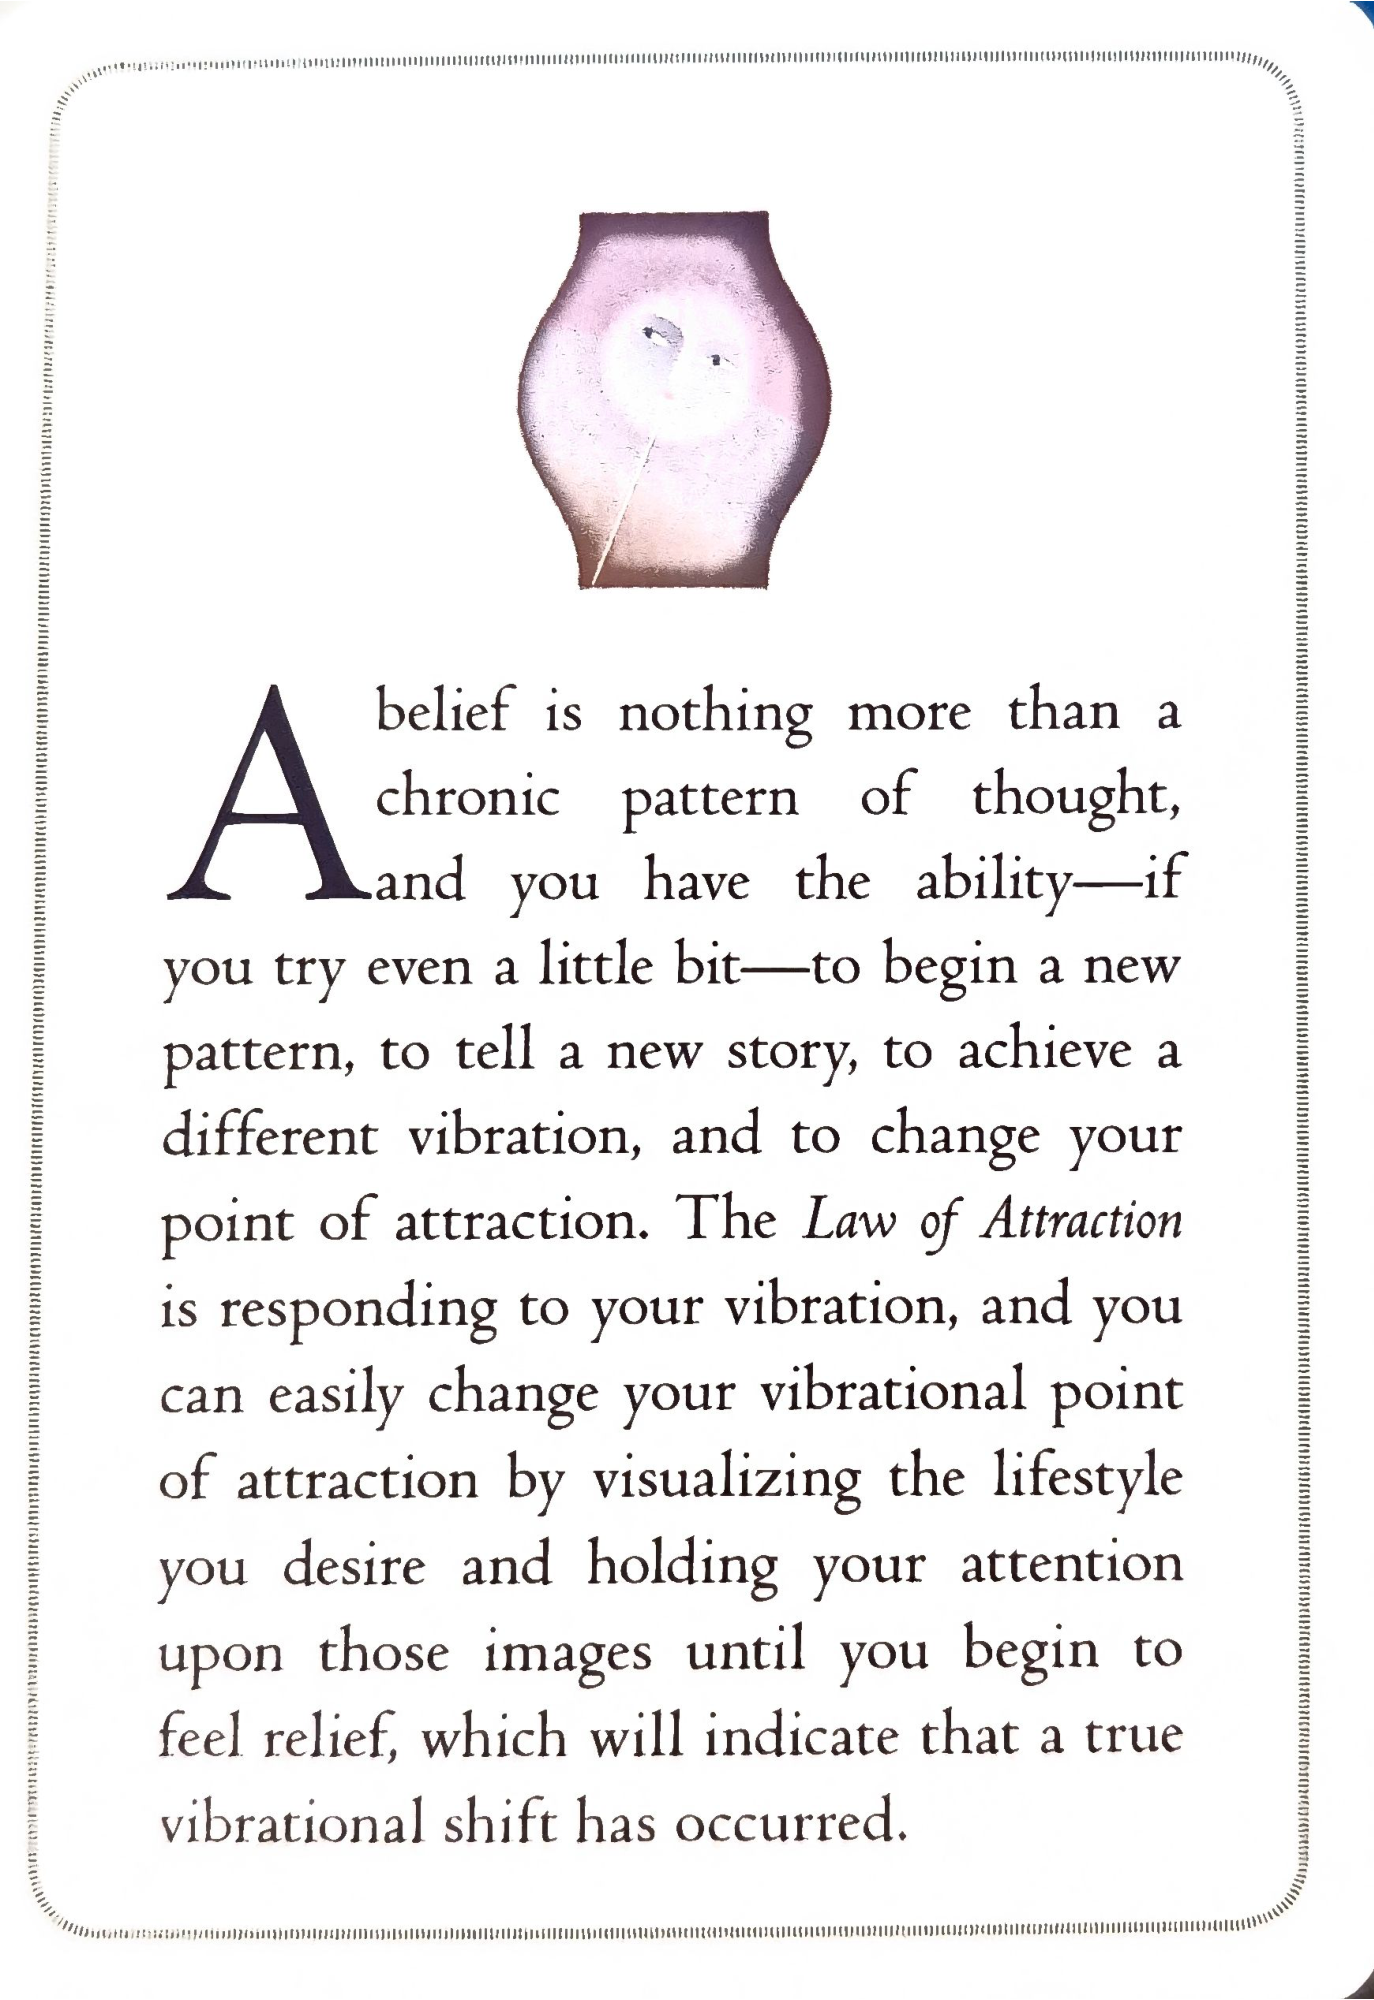 A belief is nothing more than a
chronic pattern of thought,
and you have the ability—if
you try even a little bit—to begin a new
pattern, to tell a new story, to achieve a
different vibration, and to change your
point of attraction. The Law of Attraction
is responding to your vibration, and you
can easily change your vibrational point
of attraction by visualizing the lifestyle
you desire and holding your attention
upon those images until you begin to
feel relief, which will indicate that a true
vibrational shift has occurred.